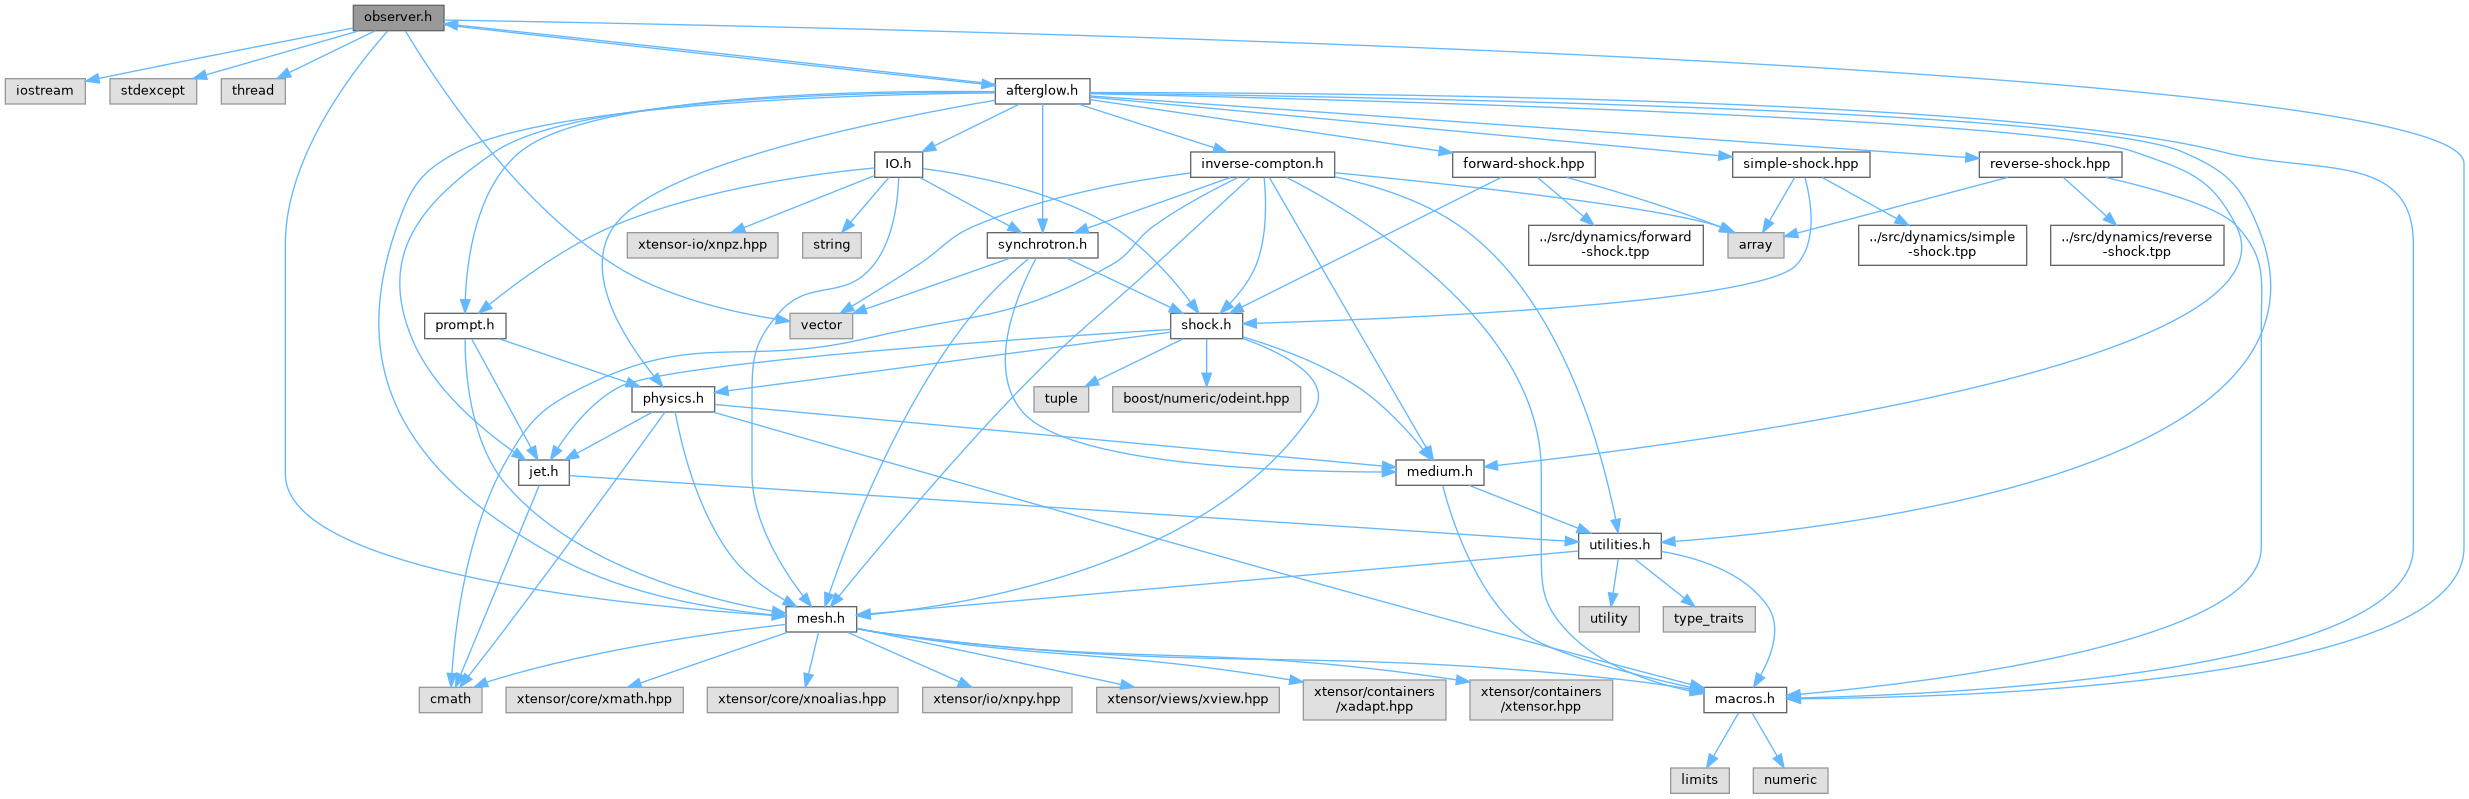 observer.h
iostream
stdexcept
thread
afterglow.h
IO.h
inverse-compton.h
forward-shock.hpp
simple-shock.hpp
reverse-shock.hpp
xtensor-io/xnpz.hpp
string
synchrotron.h
../src/dynamics/forward
-shock.tpp
array
../src/dynamics/simple
-shock.tpp
../src/dynamics/reverse
-shock.tpp
prompt.h
vector
shock.h
physics.h
tuple
boost/numeric/odeint.hpp
jet.h
medium.h
utilities.h
mesh.h
utility
type_traits
cmath
xtensor/core/xmath.hpp
xtensor/core/xnoalias.hpp
xtensor/io/xnpy.hpp
xtensor/views/xview.hpp
xtensor/containers
/xadapt.hpp
xtensor/containers
/xtensor.hpp
macros.h
limits
numeric